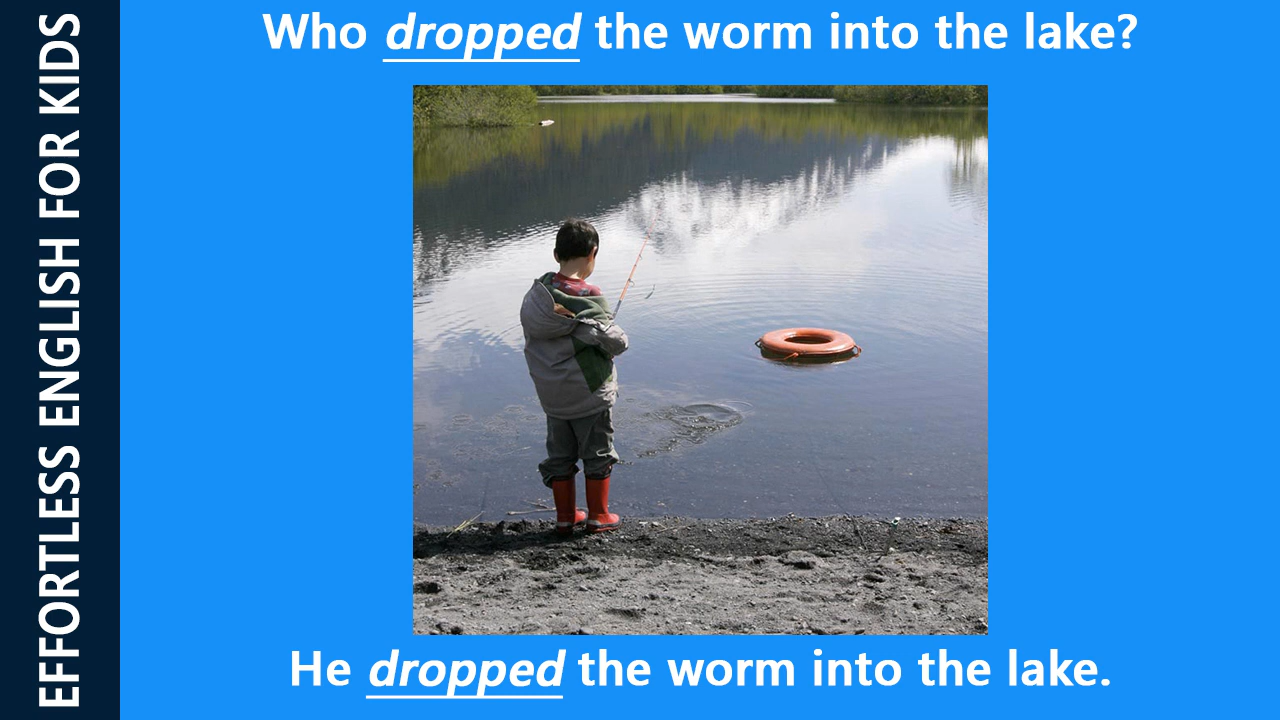 EFFORTLESS ENGLISH FOR KIDS
Who dropped the worm into the lake?
He dropped the worm into the lake.